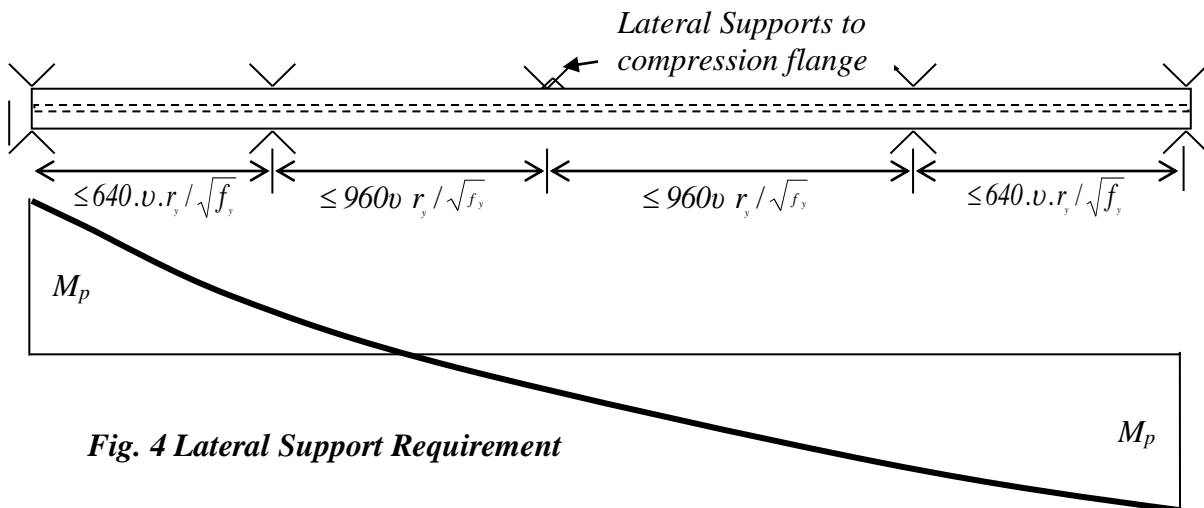 Lateral Supports to
compression flange
≤ 640.υ.r_y / √f_y ≤ 960υ r_y / √f_y ≤ 960υ r_y / √f_y ≤ 640.υ.r_y / √f_y
M_p
M_p
Fig. 4 Lateral Support Requirement